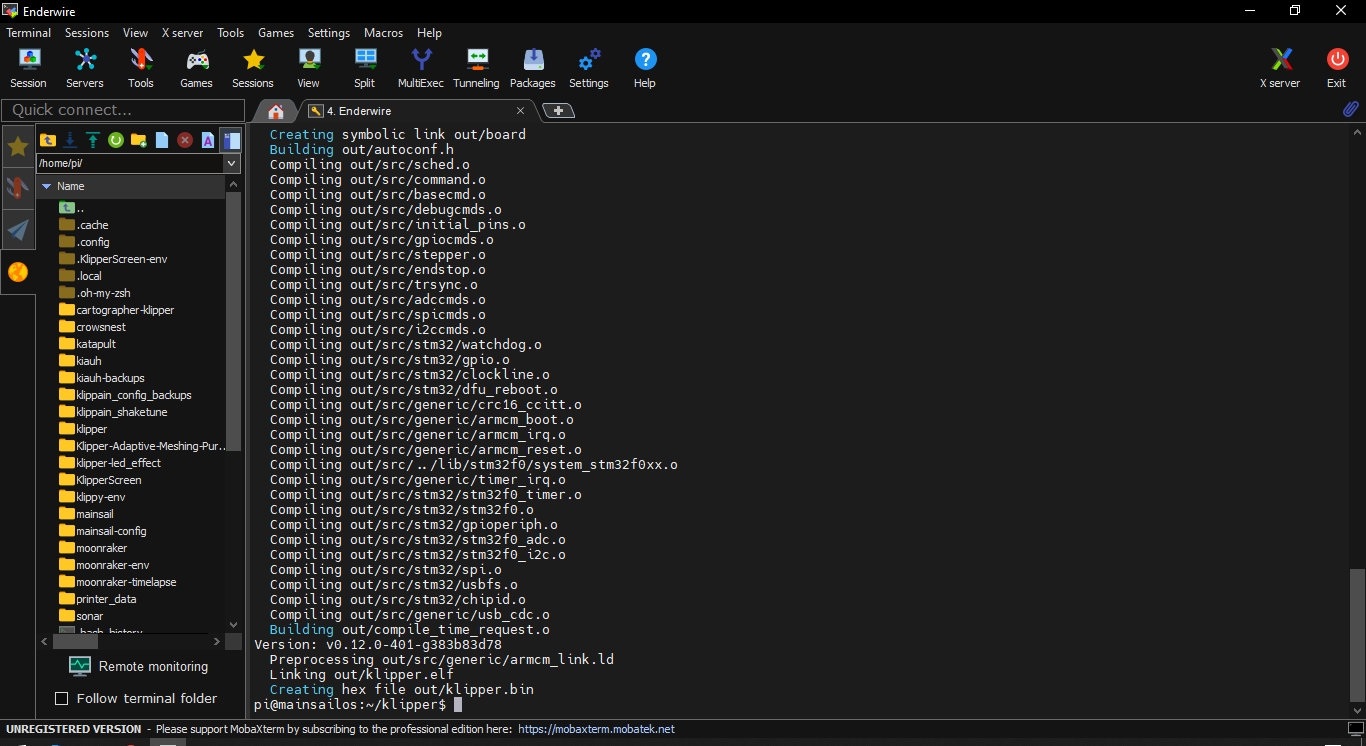 Enderwire
Terminal Sessions View X server Tools Games Settings Macros Help
Session Servers Tools Games Sessions View Split MultiExec Tunneling Packages Settings Help X server Exit
Quick connect...
4. Enderwire
/home/pi/
Name
..
.cache
.config
.KlipperScreen-env
.local
.oh-my-zsh
cartographer-klipper
crowsnest
katapult
kiauh
kiauh-backups
klippain_config_backups
klippain_shaketune
klipper
Klipper-Adaptive-Meshing-Pur..
klipper-led_effect
KlipperScreen
klippy-env
mainsail
mainsail-config
moonraker
moonraker-env
moonraker-timelapse
printer_data
sonar
.bash_history
Remote monitoring
Follow terminal folder
Creating symbolic link out/board
Building out/autoconf.h
Compiling out/src/sched.o
Compiling out/src/command.o
Compiling out/src/basecmd.o
Compiling out/src/debugcmds.o
Compiling out/src/initial_pins.o
Compiling out/src/gpiocmds.o
Compiling out/src/stepper.o
Compiling out/src/endstop.o
Compiling out/src/trsync.o
Compiling out/src/adccmds.o
Compiling out/src/spicmds.o
Compiling out/src/i2ccmds.o
Compiling out/src/stm32/watchdog.o
Compiling out/src/stm32/gpio.o
Compiling out/src/stm32/clockline.o
Compiling out/src/stm32/dfu_reboot.o
Compiling out/src/generic/crc16_ccitt.o
Compiling out/src/generic/armcm_boot.o
Compiling out/src/generic/armcm_irq.o
Compiling out/src/generic/armcm_reset.o
Compiling out/src/../lib/stm32f0/system_stm32f0xx.o
Compiling out/src/generic/timer_irq.o
Compiling out/src/stm32/stm32f0_timer.o
Compiling out/src/stm32/stm32f0.o
Compiling out/src/stm32/gpioperiph.o
Compiling out/src/stm32/stm32f0_adc.o
Compiling out/src/stm32/stm32f0_i2c.o
Compiling out/src/stm32/spi.o
Compiling out/src/stm32/usbfs.o
Compiling out/src/stm32/chipid.o
Compiling out/src/generic/usb_cdc.o
Building out/compile_time_request.o
Version: v0.12.0-401-g383b83d78
Preprocessing out/src/generic/armcm_link.ld
Linking out/klipper.elf
Creating hex file out/klipper.bin
pi@mainsailos:~/klipper$
UNREGISTERED VERSION - Please support MobaXterm by subscribing to the professional edition here: https://mobaxterm.mobatek.net